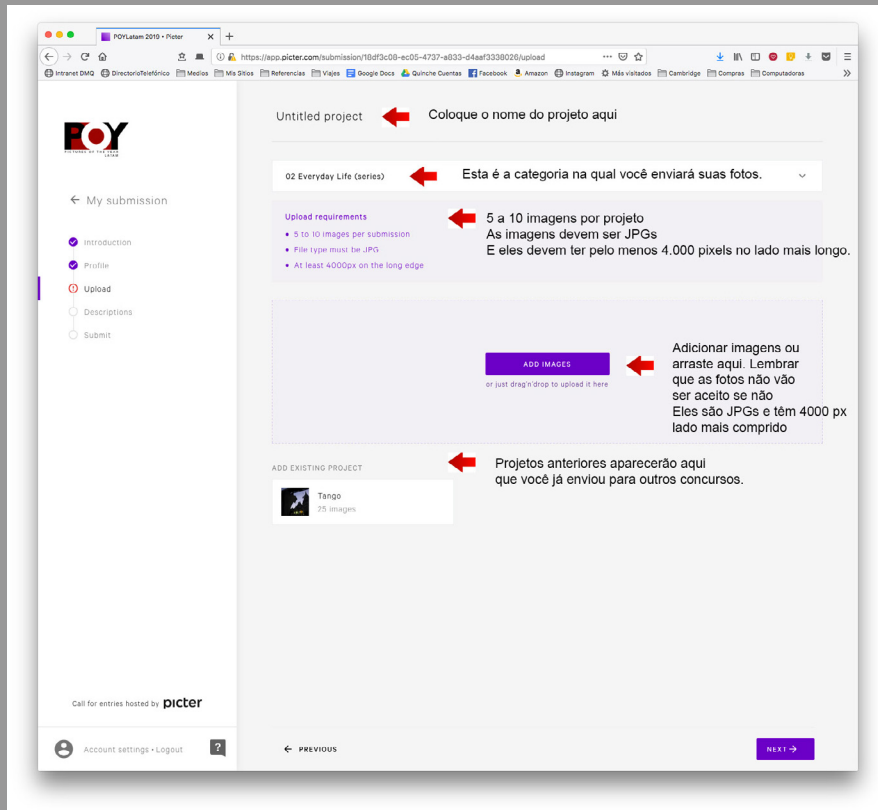 POYLatam 2019 • Picter
https://app.picter.com/submission/18df3c08-ec05-4737-a833-d4aaf3338026/upload
Intranet DMQ DirectorioTelefónico Medios Mis Sitios Referencias Viajes Google Docs Quinche Cuentas Facebook Amazon Instagram Más visitados Cambridge Compras Computadoras
POY
PICTURES OF THE YEAR
LATAM
← My submission
Introduction
Profile
Upload
Descriptions
Submit
Untitled project
Coloque o nome do projeto aqui
02 Everyday Life (series)
Esta é a categoria na qual você enviará suas fotos.
Upload requirements
• 5 to 10 images per submission
• File type must be JPG
• At least 4000px on the long edge
5 a 10 imagens por projeto
As imagens devem ser JPGs
E eles devem ter pelo menos 4.000 pixels no lado mais longo.
ADD IMAGES
or just drag'n'drop to upload it here
Adicionar imagens ou
arraste aqui. Lembrar
que as fotos não vão
ser aceito se não
Eles são JPGs e têm 4000 px
lado mais comprido
ADD EXISTING PROJECT
Projetos anteriores aparecerão aqui
que você já enviou para outros concursos.
Tango
25 images
Call for entries hosted by picter
Account settings • Logout
?
← PREVIOUS
NEXT →